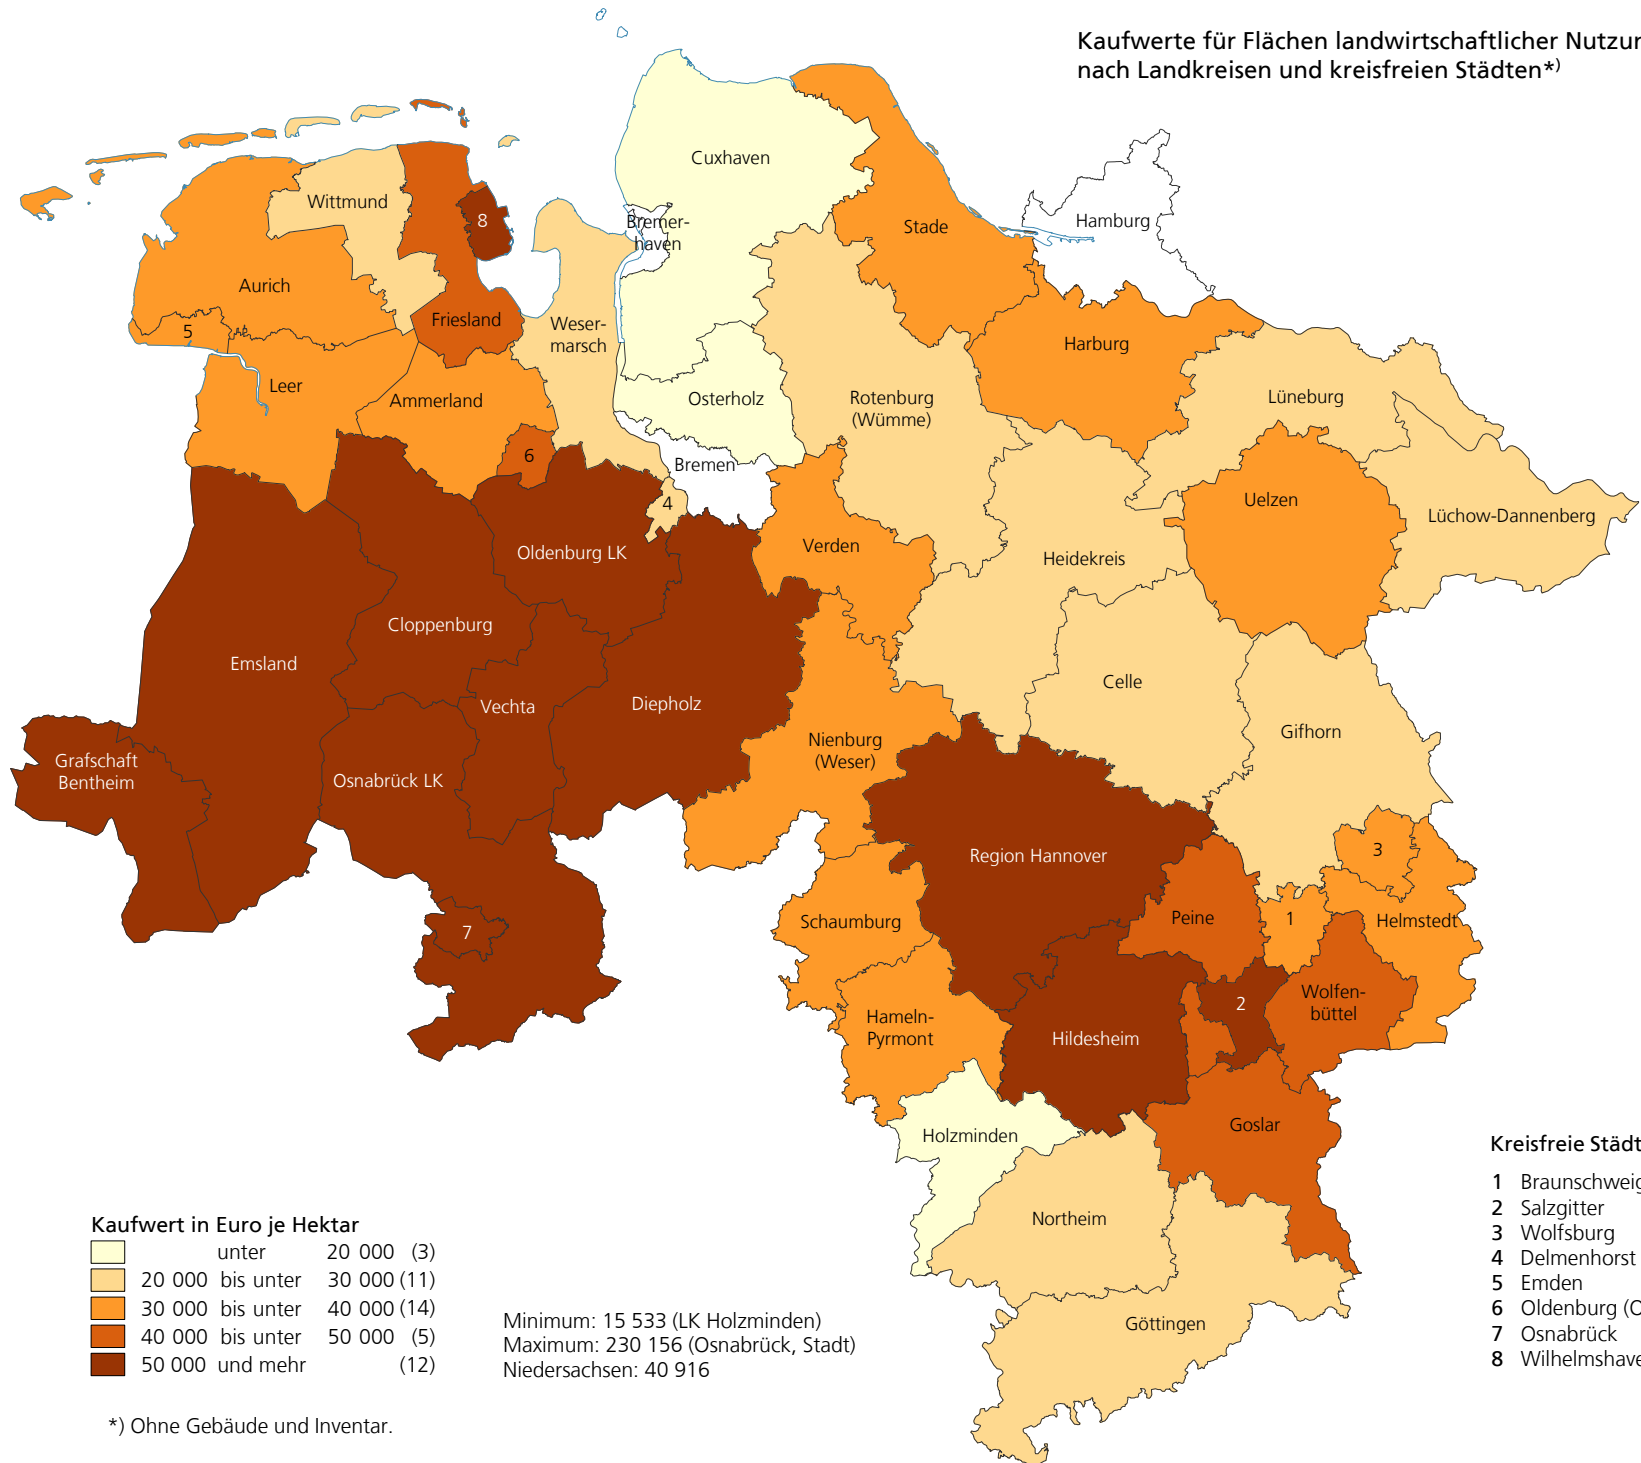 Kaufwerte für Flächen landwirtschaftlicher
nach Landkreisen und kreisfreien Städten*)
Cuxhaven
Wittmund
8
Bremer-
haven
Hamburg
Stade
Aurich
Friesland
5
Weser-
marsch
Harburg
Leer
Ammerland
Osterholz
Rotenburg
(Wümme)
Lüneburg
6
Bremen
4
Uelzen
Lüchow-Dannenberg
Oldenburg LK
Verden
Heidekreis
Cloppenburg
Emsland
Celle
Vechta
Diepholz
Gifhorn
Nienburg
(Weser)
Grafschaft
Bentheim
Osnabrück LK
Region Hannover
3
Schaumburg
Peine
1
Helmstedt
7
Wolfen-
büttel
2
Hameln-
Pyrmont
Hildesheim
Holzminden
Goslar
Northeim
Göttingen
Kaufwert in Euro je Hektar
unter 20 000 (3)
20 000 bis unter 30 000 (11)
30 000 bis unter 40 000 (14)
40 000 bis unter 50 000 (5)
50 000 und mehr (12)
Minimum: 15 533 (LK Holzminden)
Maximum: 230 156 (Osnabrück, Stadt)
Niedersachsen: 40 916
*) Ohne Gebäude und Inventar.
Kreisfreie
1 Braunschweig
2 Salzgitter
3 Wolfsburg
4 Delmenhorst
5 Emden
6 Oldenburg
7 Osnabrück
8